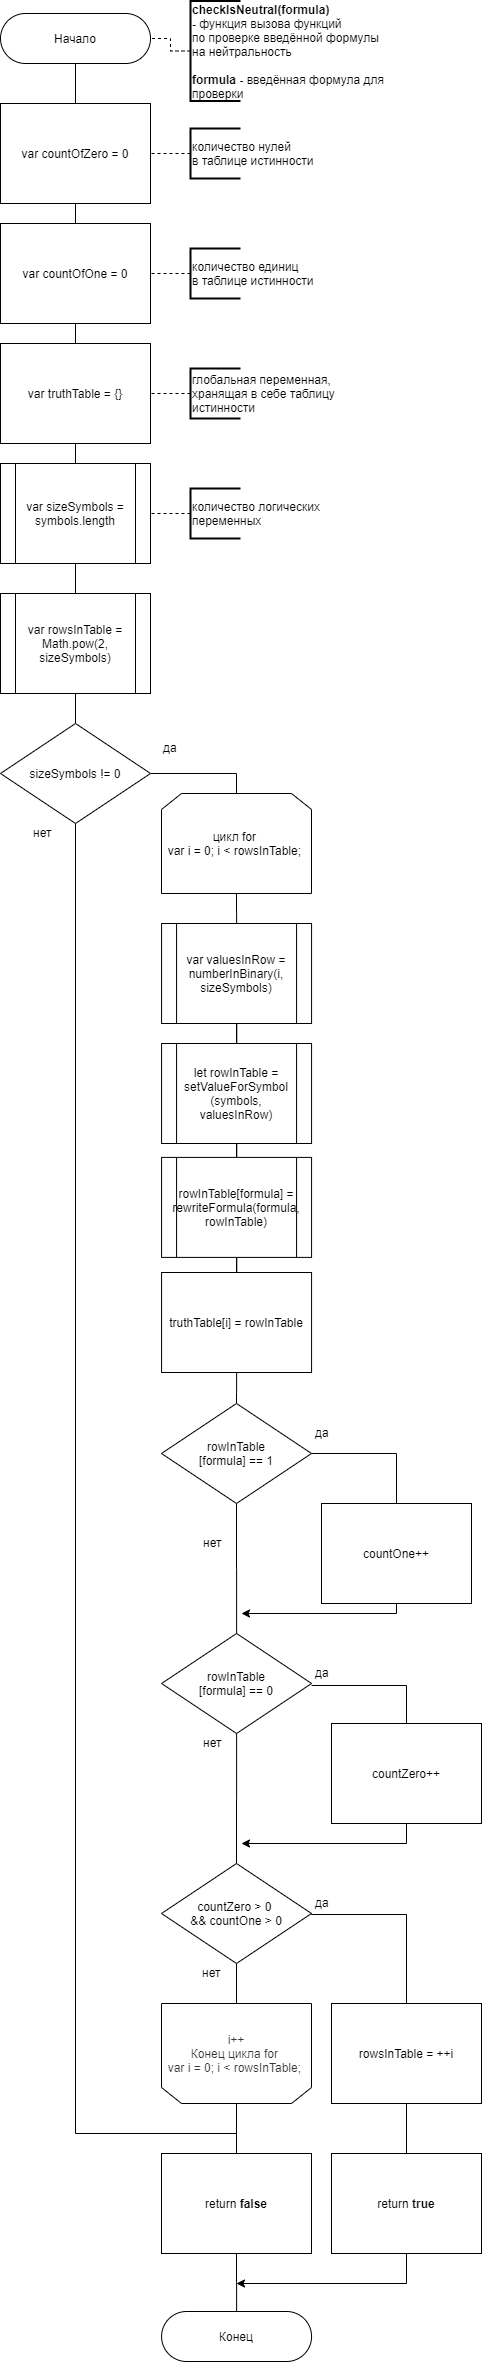 Начало
checkIsNeutral(formula)
- функция вызова функций
по проверке введённой формулы
на нейтральность
formula - введённая формула для
проверки
var countOfZero = 0
количество нулей
в таблице истинности
var countOfOne = 0
количество единиц
в таблице истинности
var truthTable = {}
глобальная переменная,
хранящая в себе таблицу
истинности
var sizeSymbols =
symbols.length
количество логических
переменных
var rowsInTable =
Math.pow(2,
sizeSymbols)
sizeSymbols != 0
да
нет
цикл for
var i = 0; i < rowsInTable;
var valuesInRow =
numberInBinary(i,
sizeSymbols)
let rowInTable =
setValueForSymbol
(symbols,
valuesInRow)
rowInTable[formula] =
rewriteFormula(formula,
rowInTable)
truthTable[i] = rowInTable
rowInTable
[formula] == 1
да
нет
countOne++
rowInTable
[formula] == 0
да
нет
countZero++
countZero > 0
&& countOne > 0
да
нет
i++
Конец цикла for
var i = 0; i < rowsInTable;
rowsInTable = ++i
return false
return true
Конец